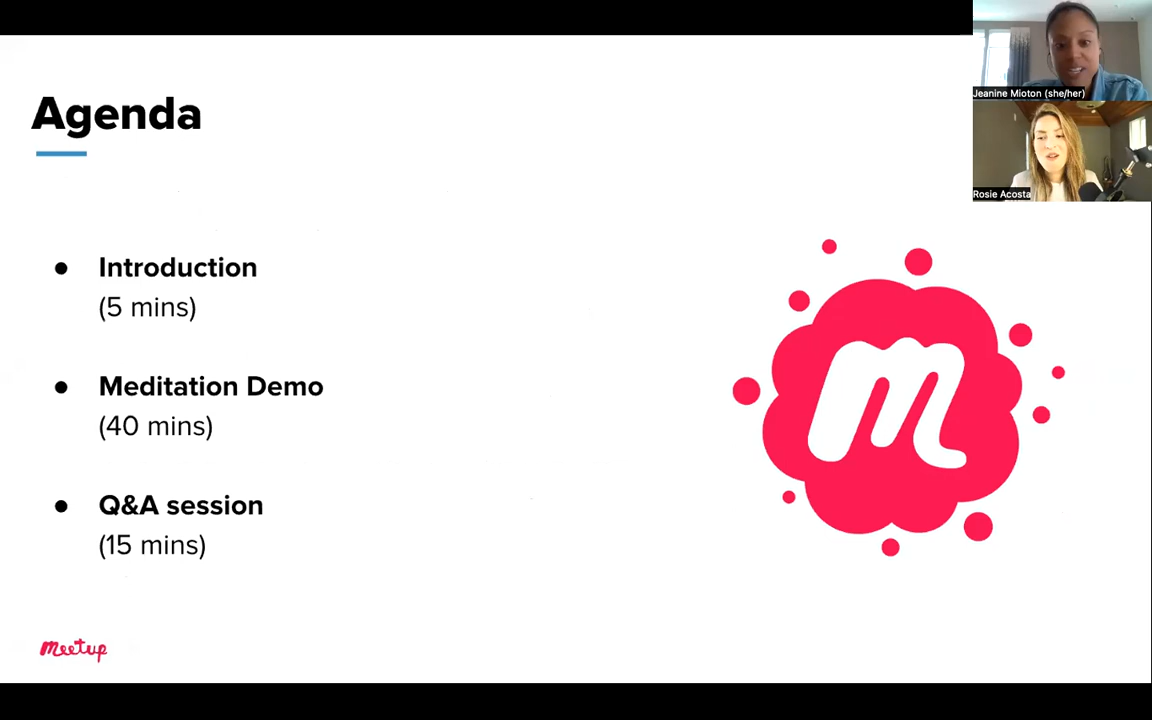 Agenda
Jeanine Mioton (she/her)
Rosie Acosta
● Introduction
(5 mins)
● Meditation Demo
(40 mins)
● Q&A session
(15 mins)
m
meetup